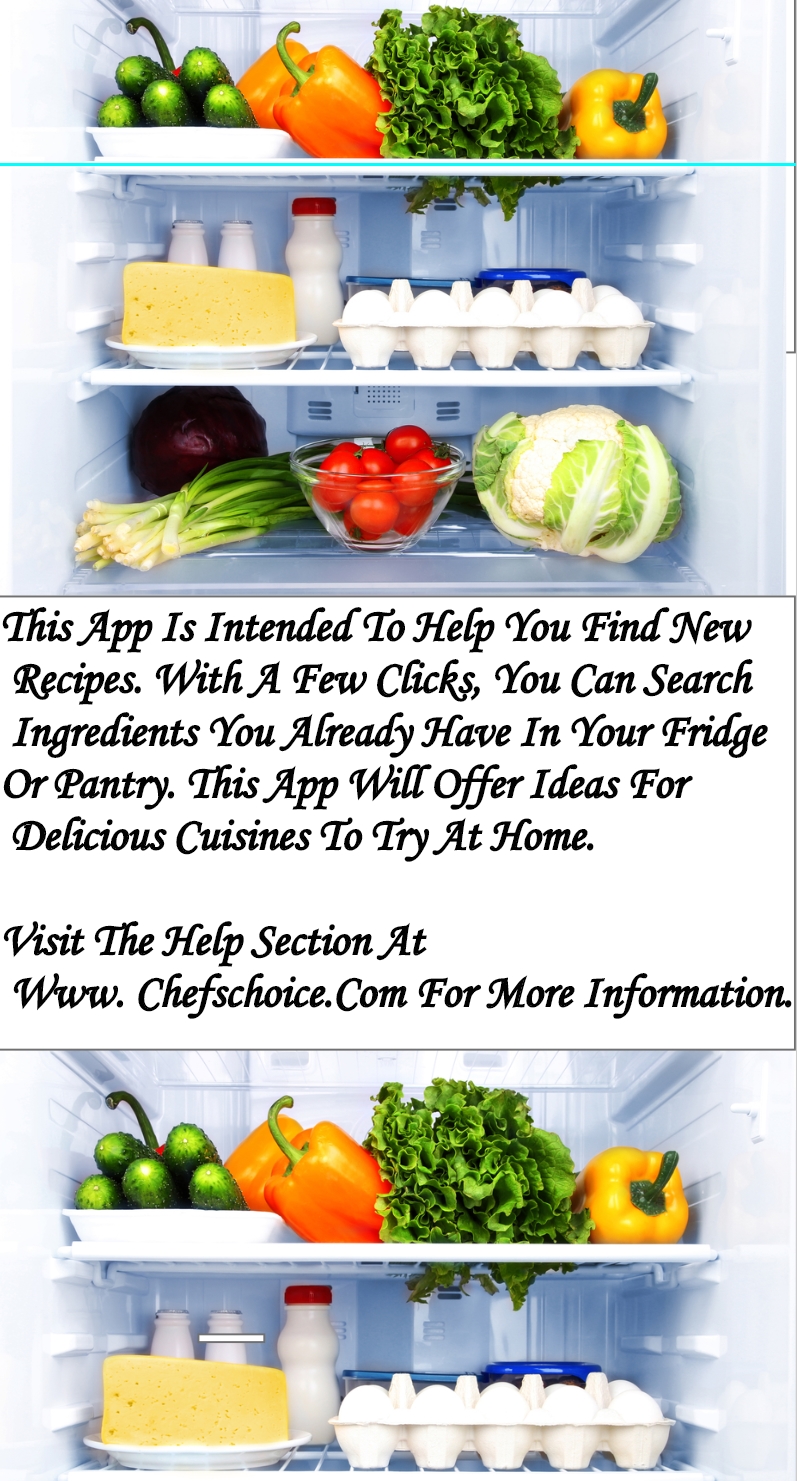 This App Is Intended To Help You Find New
Recipes. With A Few Clicks, You Can Search
Ingredients You Already Have In Your Fridge
Or Pantry. This App Will Offer Ideas For
Delicious Cuisines To Try At Home.
Visit The Help Section At
Www. Chefschoice.Com For More Information.